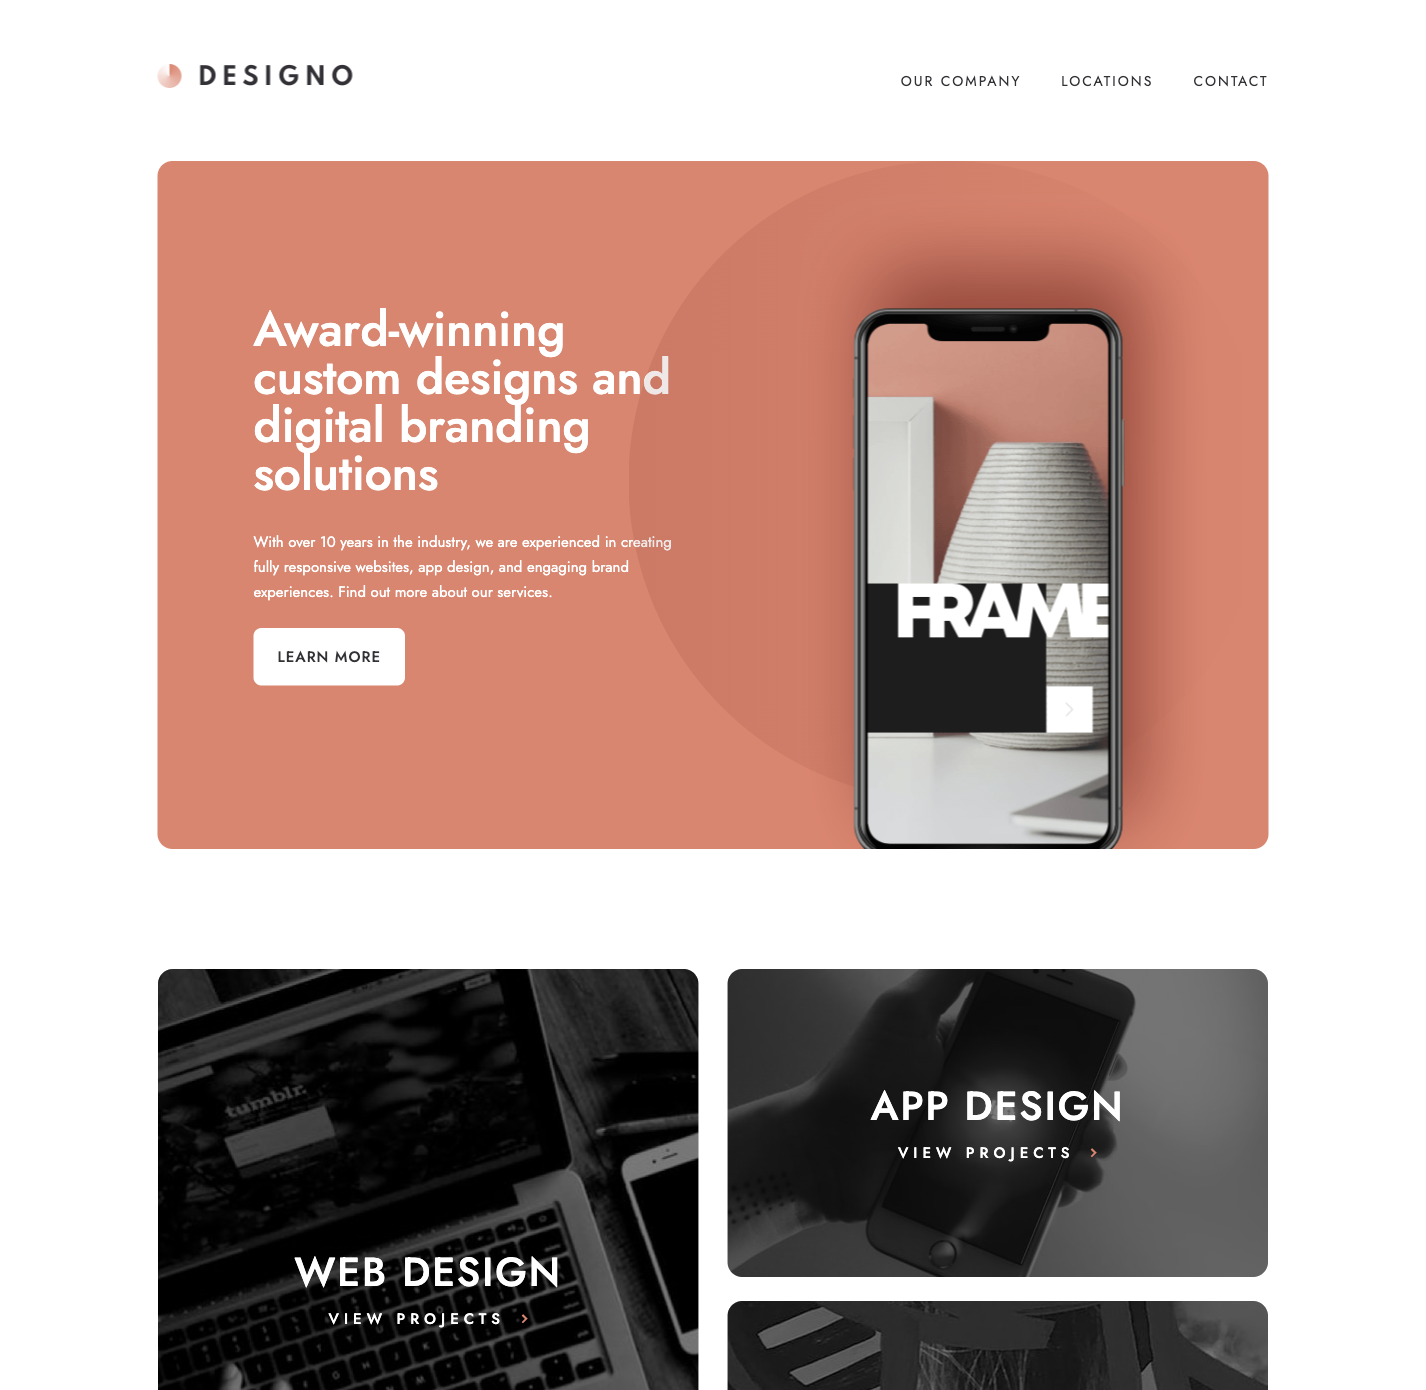 DESIGNO
OUR COMPANY
LOCATIONS
CONTACT
Award-winning
custom designs and
digital branding
solutions
With over 10 years in the industry, we are experienced in creating
fully responsive websites, app design, and engaging brand
experiences. Find out more about our services.
LEARN MORE
FRAME
tumblr.
WEB DESIGN
VIEW PROJECTS
APP DESIGN
VIEW PROJECTS